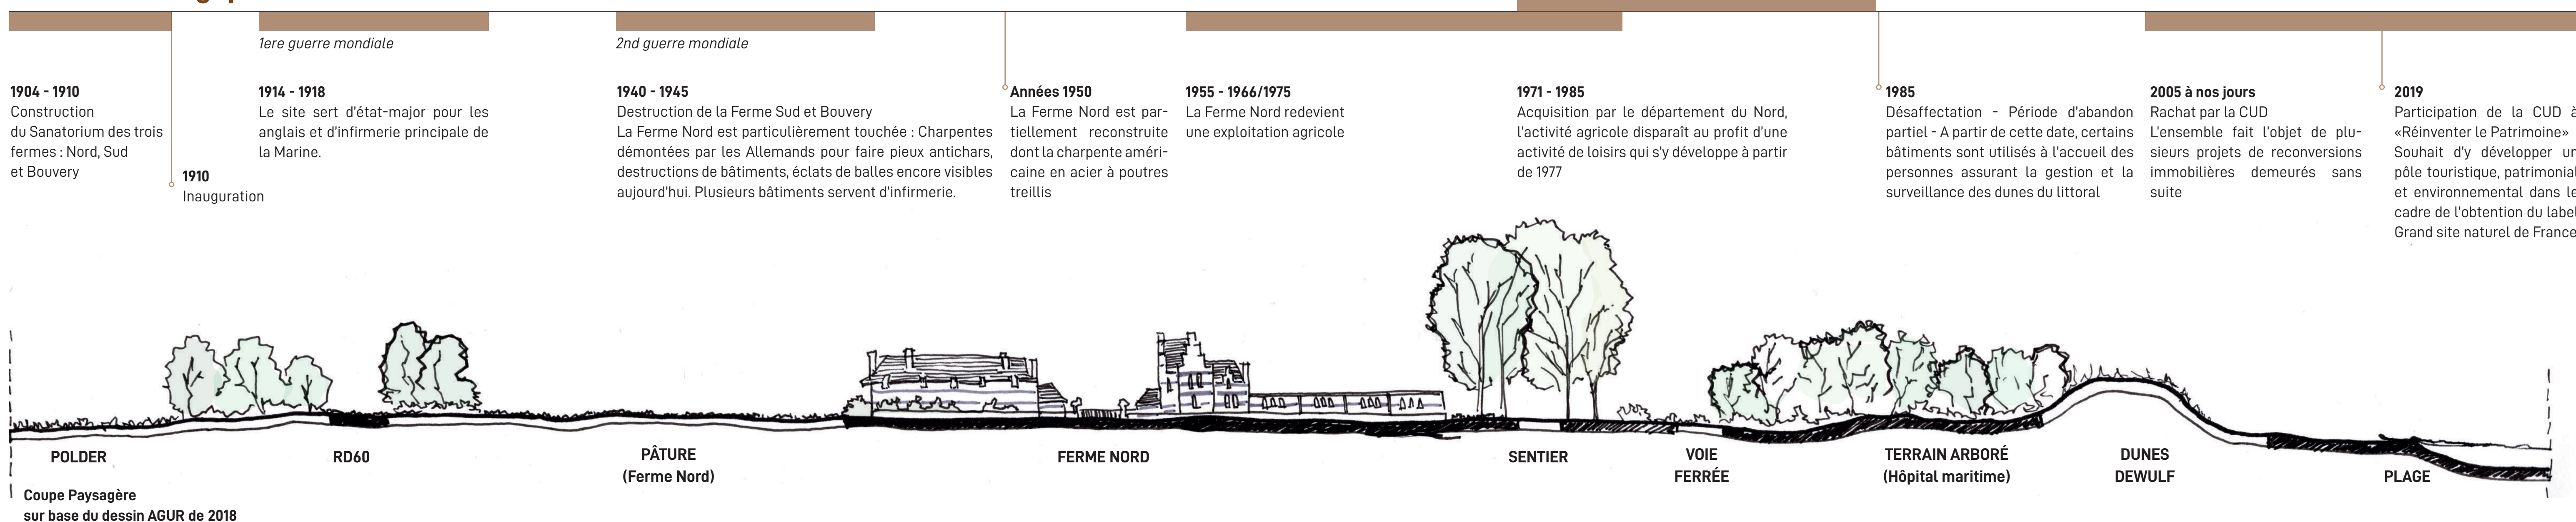 1ere guerre mondiale
2nd guerre mondiale
1904 - 1910
Construction
du Sanatorium des trois
fermes : Nord, Sud
et Bouvery
1910
Inauguration
1914 - 1918
Le site sert d'état-major pour les
anglais et d'infirmerie principale de
la Marine.
1940 - 1945
Destruction de la Ferme Sud et Bouvery
La Ferme Nord est particulièrement touchée : Charpentes
démontées par les Allemands pour faire pieux antichars,
destructions de bâtiments, éclats de balles encore visibles
aujourd'hui. Plusieurs bâtiments servent d'infirmerie.
Années 1950
La Ferme Nord est par-
tiellement reconstruite
dont la charpente améri-
caine en acier à poutres
treillis
1955 - 1966/1975
La Ferme Nord redevient
une exploitation agricole
1971 - 1985
Acquisition par le département du Nord,
l'activité agricole disparaît au profit d'une
activité de loisirs qui s'y développe à partir
de 1977
1985
Désaffectation - Période d'abandon
partiel - A partir de cette date, certains
bâtiments sont utilisés à l'accueil des
personnes assurant la gestion et la
surveillance des dunes du littoral
2005 à nos jours
Rachat par la CUD
L'ensemble fait l'objet de plu-
sieurs projets de reconversions
immobilières demeurés sans
suite
2019
Participation de la CUD à
«Réinventer le Patrimoine»
Souhait d'y développer un
pôle touristique, patrimonial
et environnemental dans le
cadre de l'obtention du label
Grand site naturel de France
POLDER
RD60
PÂTURE
(Ferme Nord)
FERME NORD
SENTIER
VOIE
FERRÉE
TERRAIN ARBORÉ
(Hôpital maritime)
DUNES
DEWULF
PLAGE
Coupe Paysagère
sur base du dessin AGUR de 2018